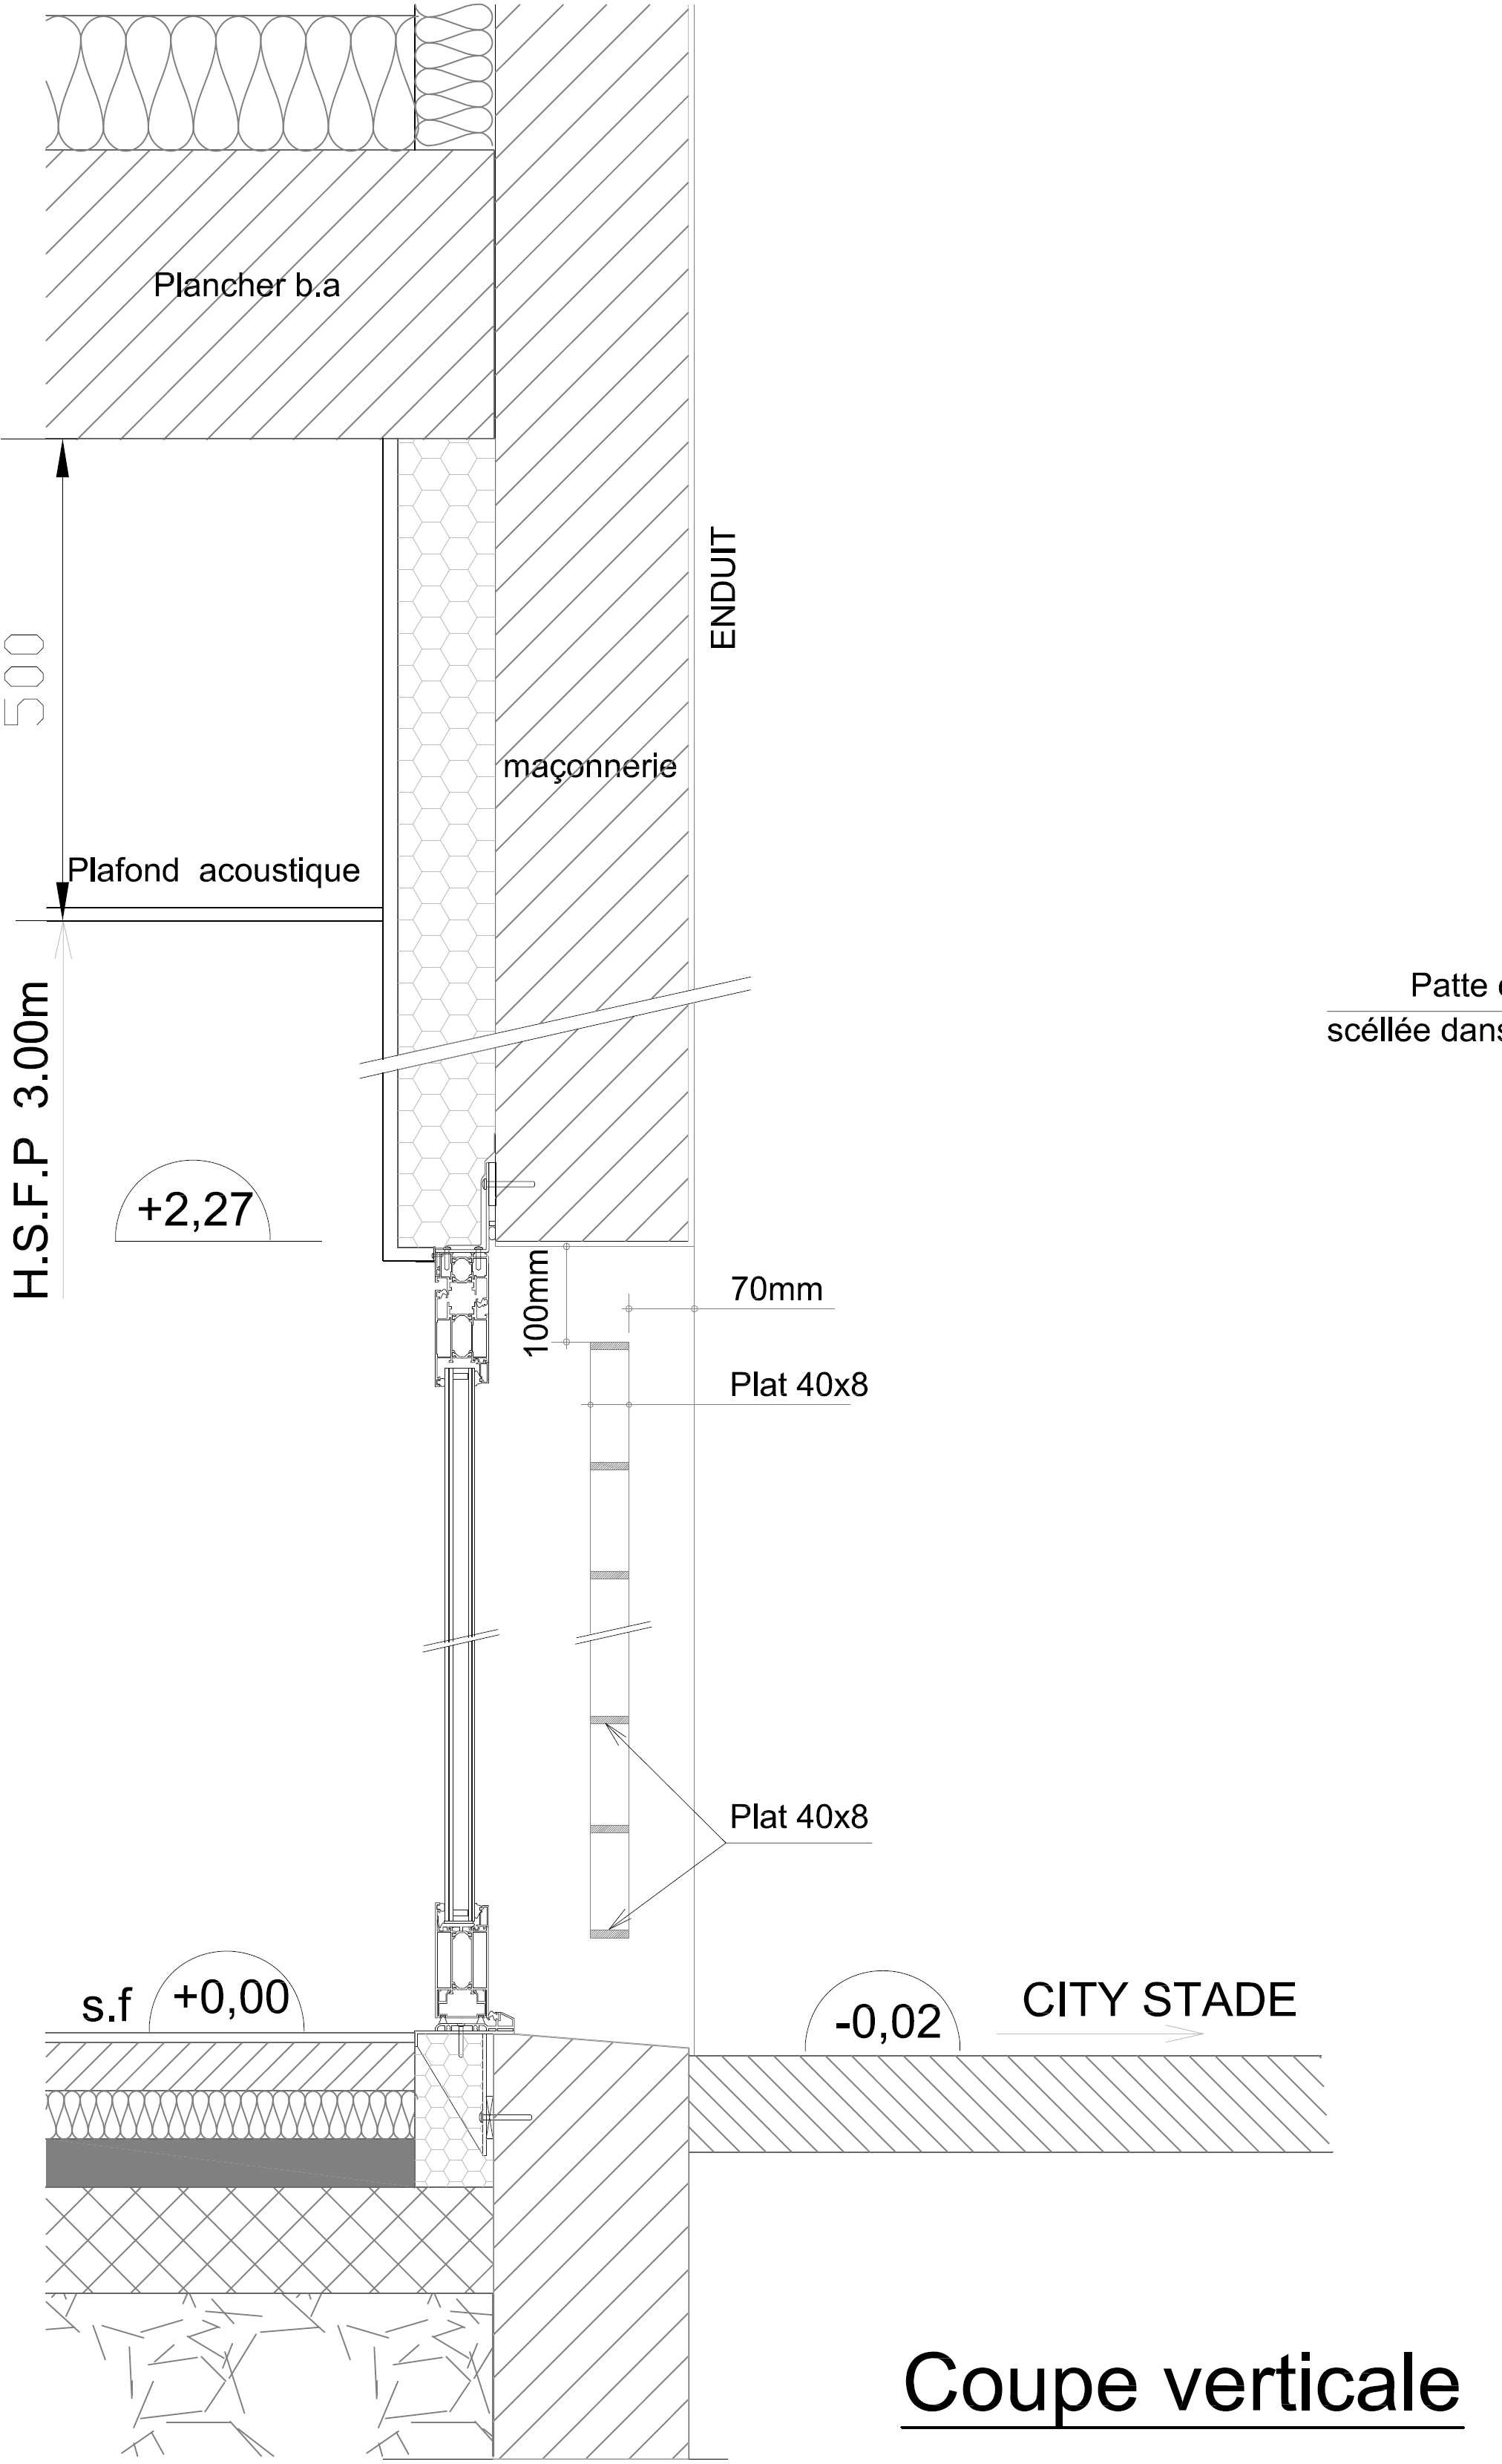 Plancher b.a
500
ENDUIT
maçonnerie
Plafond acoustique
Patte
scéllée dans
H.S.F.P 3.00m
+2,27
100mm
70mm
Plat 40x8
Plat 40x8
s.f +0,00
-0,02
CITY STADE
Coupe verticale